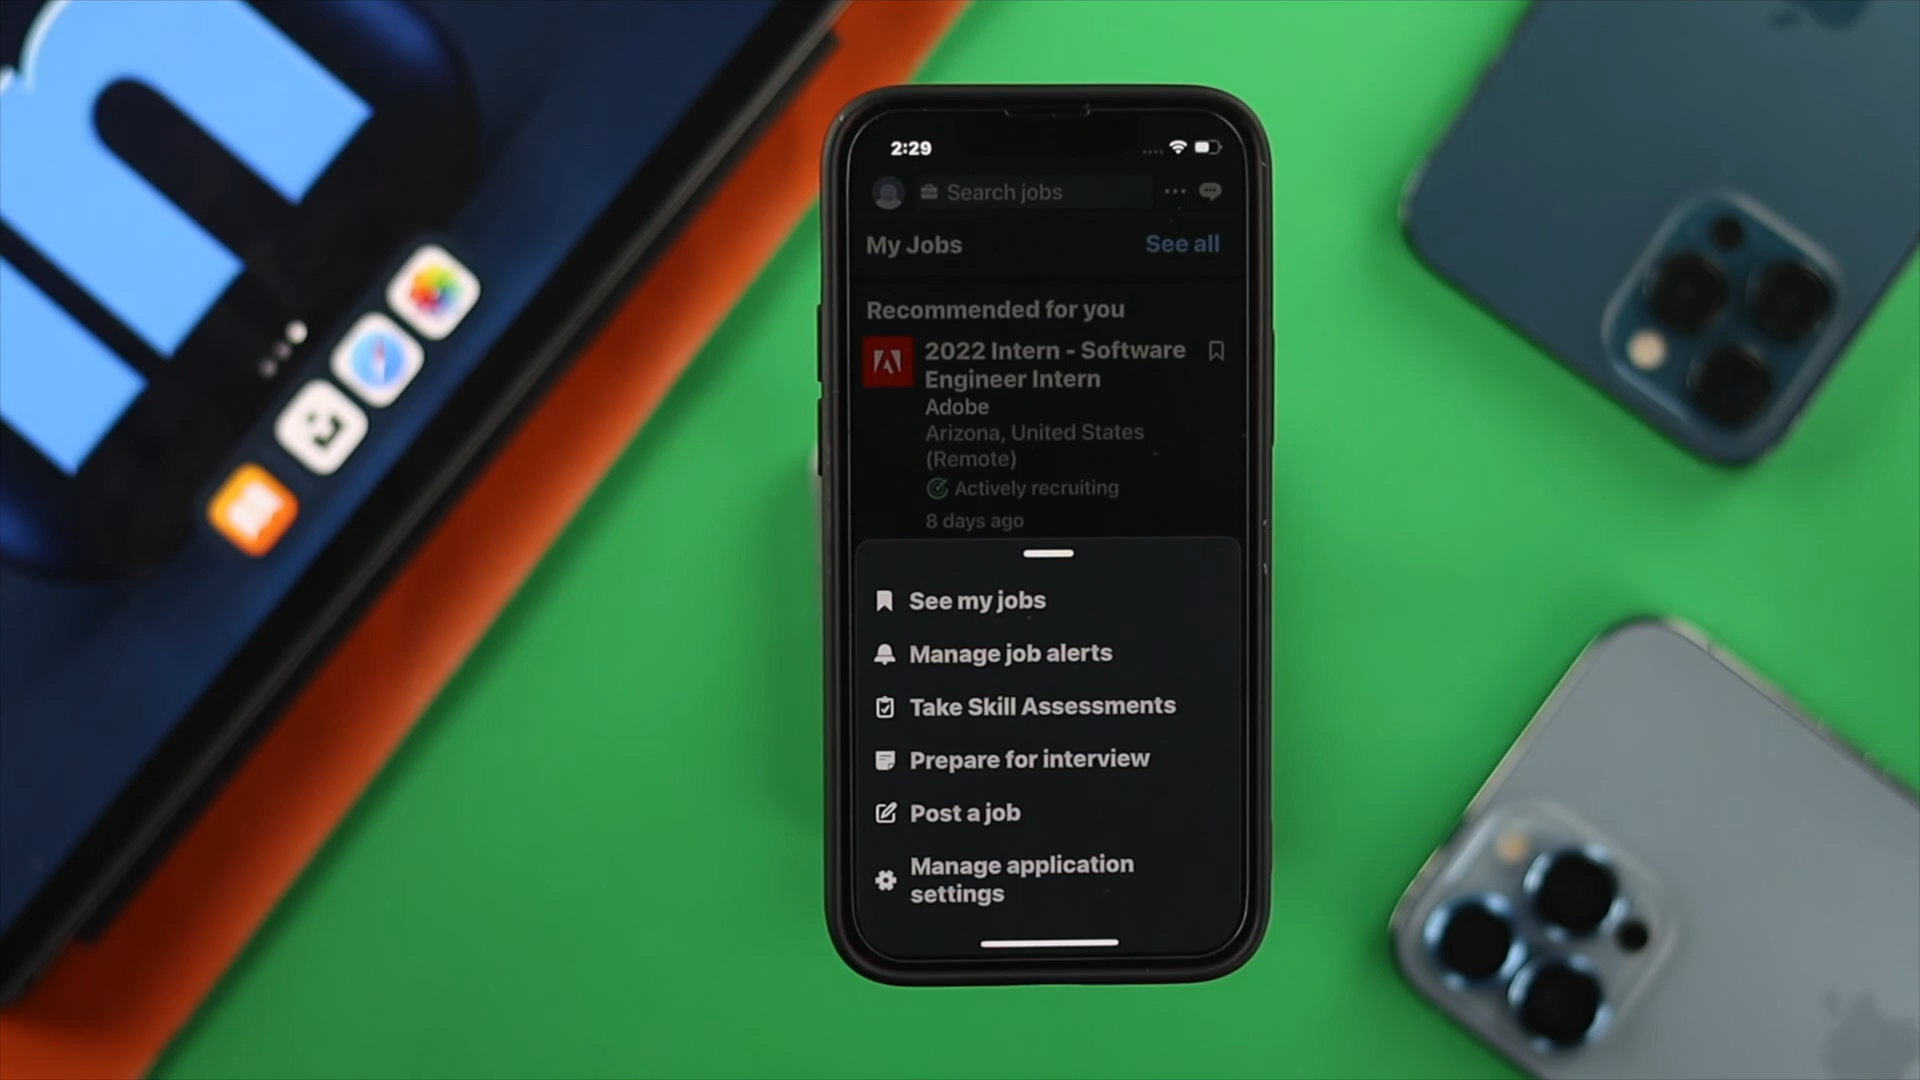 2:29
Search jobs
My Jobs
See all
Recommended for you
2022 Intern - Software
Engineer Intern
Adobe
Arizona, United States
(Remote)
Actively recruiting
8 days ago
See my jobs
Manage job alerts
Take Skill Assessments
Prepare for interview
Post a job
Manage application
settings